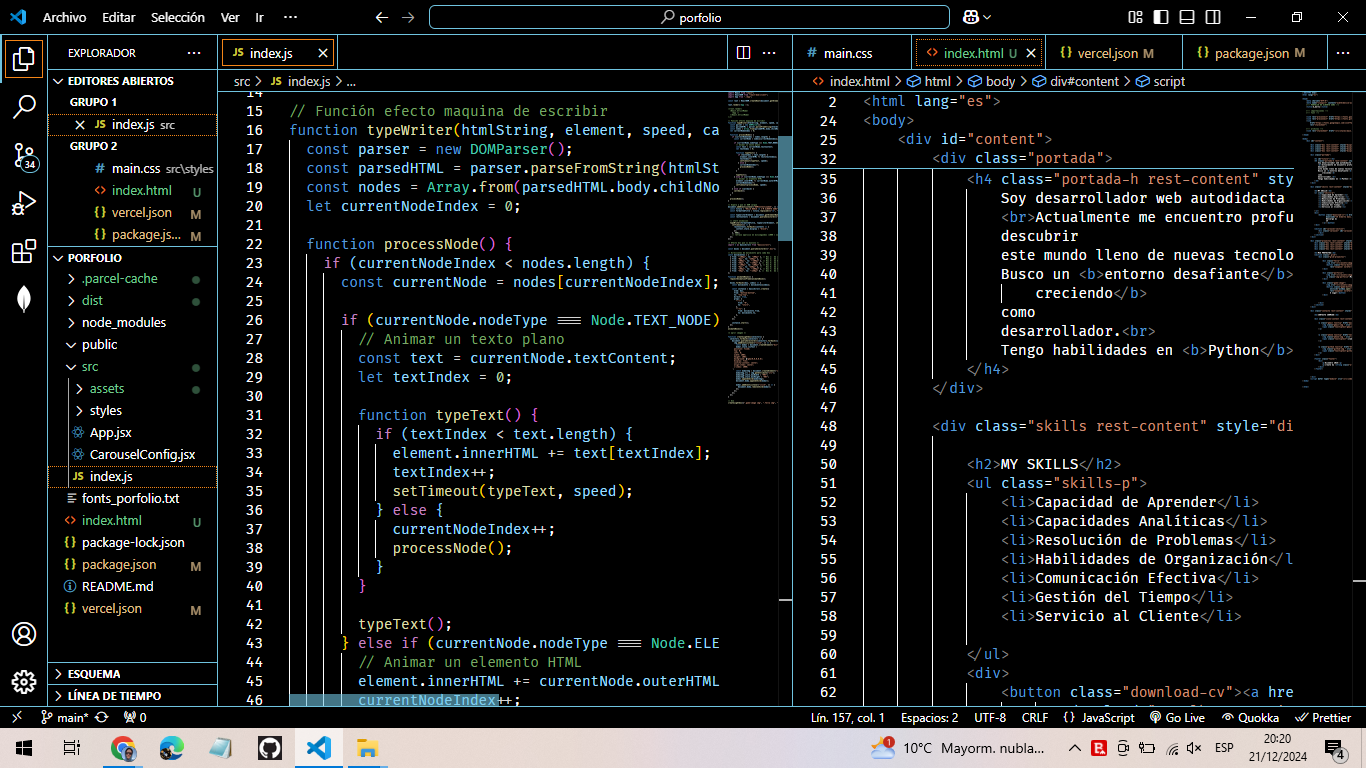 Archivo Editar Selección Ver Ir ···
porfolio
EXPLORADOR ···
EDITORES ABIERTOS
GRUPO 1
JS index.js src
GRUPO 2
# main.css src\styles
<> index.html U
{} vercel.json M
{} package.js... M
PORFOLIO
.parcel-cache
dist
node_modules
public
src
assets
styles
App.jsx
CarouselConfig.jsx
JS index.js
fonts_porfolio.txt
<> index.html U
{} package-lock.json
{} package.json M
README.md
{} vercel.json M
ESQUEMA
LÍNEA DE TIEMPO
34
JS index.js
src > JS index.js > ...
14
15 // Función efecto maquina de escribir
16 function typeWriter(htmlString, element, speed, ca
17 const parser = new DOMParser();
18 const parsedHTML = parser.parseFromString(htmlSt
19 const nodes = Array.from(parsedHTML.body.childNo
20 let currentNodeIndex = 0;
21
22 function processNode() {
23 if (currentNodeIndex < nodes.length) {
24 const currentNode = nodes[currentNodeIndex];
25
26 if (currentNode.nodeType === Node.TEXT_NODE)
27 // Animar un texto plano
28 const text = currentNode.textContent;
29 let textIndex = 0;
30
31 function typeText() {
32 if (textIndex < text.length) {
33 element.innerHTML += text[textIndex];
34 textIndex++;
35 setTimeout(typeText, speed);
36 } else {
37 currentNodeIndex++;
38 processNode();
39 }
40 }
41
42 typeText();
43 } else if (currentNode.nodeType === Node.ELE
44 // Animar un elemento HTML
45 element.innerHTML += currentNode.outerHTML
46 currentNodeIndex++;
# main.css <> index.html U {} vercel.json M {} package.json M ···
<> index.html > html > body > div#content > script
2 <html lang="es">
24 <body>
25 <div id="content">
32 <div class="portada">
35 <h4 class="portada-h rest-content" sty
36 Soy desarrollador web autodidacta
37 <br>Actualmente me encuentro profu
38 descubrir
39 este mundo lleno de nuevas tecnolo
40 Busco un <b>entorno desafiante</b>
41 creciendo</b>
42 como
43 desarrollador.<br>
44 Tengo habilidades en <b>Python</b>
45 </h4>
46 </div>
47
48 <div class="skills rest-content" style="di
49
50 <h2>MY SKILLS</h2>
51 <ul class="skills-p">
52 <li>Capacidad de Aprender</li>
53 <li>Capacidades Analíticas</li>
54 <li>Resolución de Problemas</li>
55 <li>Habilidades de Organización</l
56 <li>Comunicación Efectiva</li>
57 <li>Gestión del Tiempo</li>
58 <li>Servicio al Cliente</li>
59
60 </ul>
61 <div>
62 <button class="download-cv"><a hre
main* 0 Lín. 157, col. 1 Espacios: 2 UTF-8 CRLF {} JavaScript Go Live Quokka Prettier
1 10°C Mayorm. nubla... ESP 20:20
21/12/2024 4